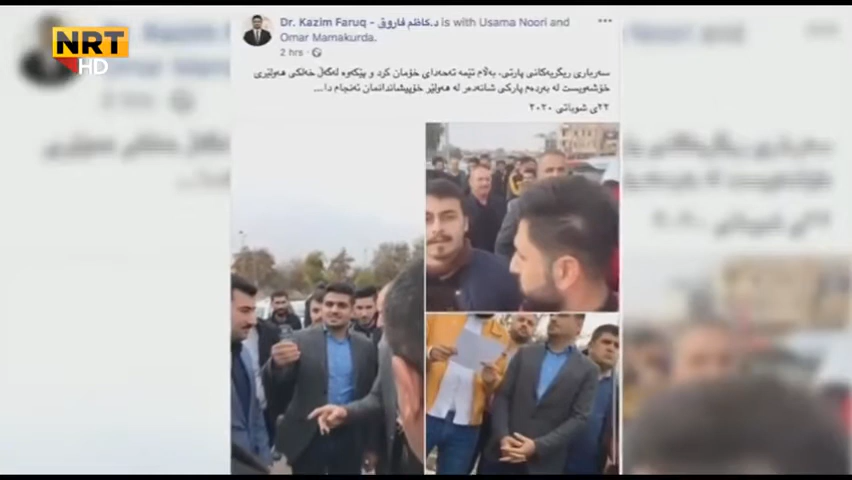 NRT
HD
Dr. Kazim Faruq - د.کاظم فاروق is with Usama Noori and
Omar Mamakurda.
2 hrs
سەرباری ریگریەکانی پارتی، بەڵام ئێمە تەحەدای خۆمان کرد و پێکەوە لەگەڵ خەڵکی هەولێری
خۆشەویست لە بەردەم پارکی شانەدەر لە هەولێر خۆپیشاندانمان ئەنجام دا...
٢٢ی شوباتی ٢٠٢٠